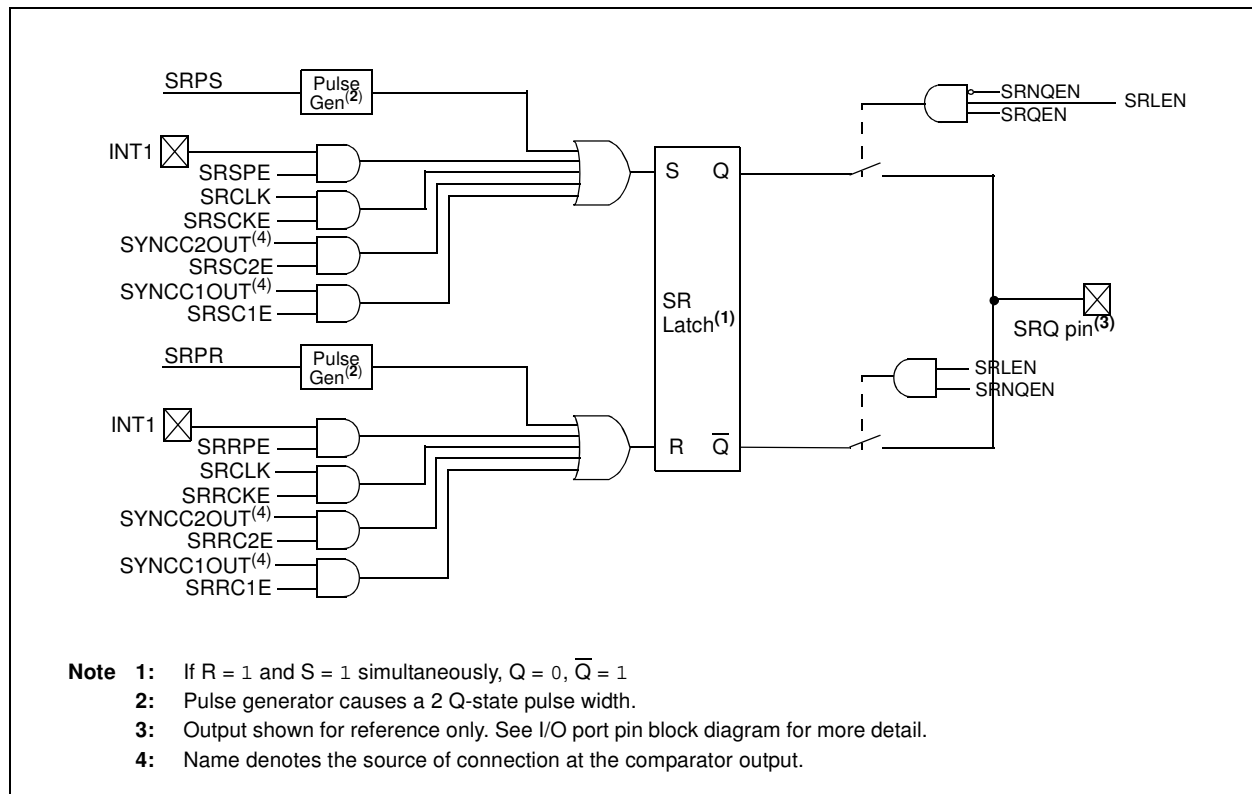 SRPS
Pulse
Gen(2)
INT1
SRSPE
SRCLK
SRSCKE
SYNCC2OUT(4)
SRSC2E
SYNCC1OUT(4)
SRSC1E
SRPR
Pulse
Gen(2)
INT1
SRRPE
SRCLK
SRRCKE
SYNCC2OUT(4)
SRRC2E
SYNCC1OUT(4)
SRRC1E
S Q
SR
Latch(1)
R Q̅
SRNQEN
SRLEN
SRQEN
SRQ pin(3)
SRLEN
SRNQEN
Note 1: If R = 1 and S = 1 simultaneously, Q = 0, Q̅ = 1
2: Pulse generator causes a 2 Q-state pulse width.
3: Output shown for reference only. See I/O port pin block diagram for more detail.
4: Name denotes the source of connection at the comparator output.